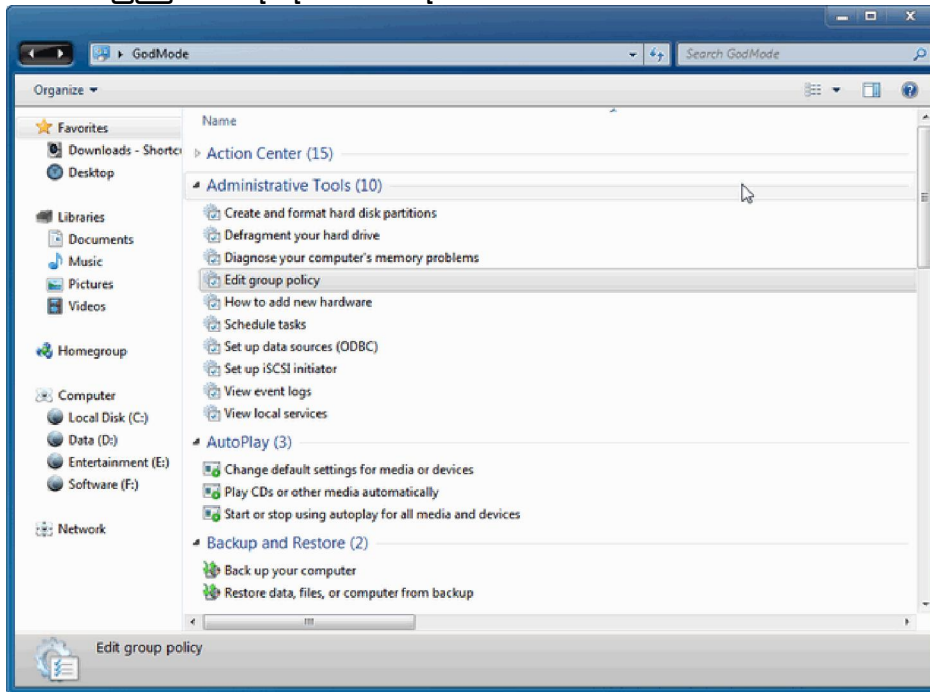 GodMode
Search GodMode
Organize
Name
Favorites
Downloads - Shortc
Desktop
Libraries
Documents
Music
Pictures
Videos
Homegroup
Computer
Local Disk (C:)
Data (D:)
Entertainment (E:)
Software (F:)
Network
Action Center (15)
Administrative Tools (10)
Create and format hard disk partitions
Defragment your hard drive
Diagnose your computer's memory problems
Edit group policy
How to add new hardware
Schedule tasks
Set up data sources (ODBC)
Set up iSCSI initiator
View event logs
View local services
AutoPlay (3)
Change default settings for media or devices
Play CDs or other media automatically
Start or stop using autoplay for all media and devices
Backup and Restore (2)
Back up your computer
Restore data, files, or computer from backup
Edit group policy